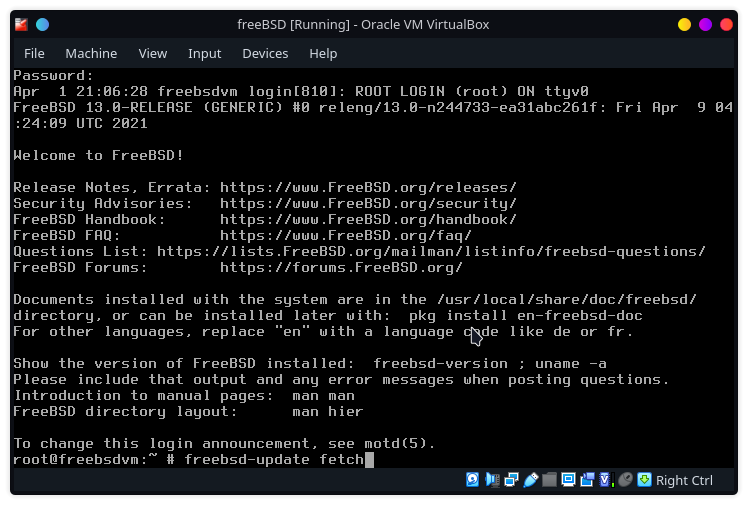 freeBSD [Running] - Oracle VM VirtualBox
File Machine View Input Devices Help
Password:
Apr  1 21:06:28 freebsdvm login[810]: ROOT LOGIN (root) ON ttyv0
FreeBSD 13.0-RELEASE (GENERIC) #0 releng/13.0-n244733-ea31abc261f: Fri Apr  9 04
:24:09 UTC 2021
Welcome to FreeBSD!
Release Notes, Errata: https://www.FreeBSD.org/releases/
Security Advisories:   https://www.FreeBSD.org/security/
FreeBSD Handbook:      https://www.FreeBSD.org/handbook/
FreeBSD FAQ:           https://www.FreeBSD.org/faq/
Questions List: https://lists.FreeBSD.org/mailman/listinfo/freebsd-questions/
FreeBSD Forums:        https://forums.FreeBSD.org/
Documents installed with the system are in the /usr/local/share/doc/freebsd/
directory, or can be installed later with:  pkg install en-freebsd-doc
For other languages, replace "en" with a language code like de or fr.
Show the version of FreeBSD installed:  freebsd-version ; uname -a
Please include that output and any error messages when posting questions.
Introduction to manual pages:  man man
FreeBSD directory layout:      man hier
To change this login announcement, see motd(5).
root@freebsdvm:~ # freebsd-update fetch
Right Ctrl